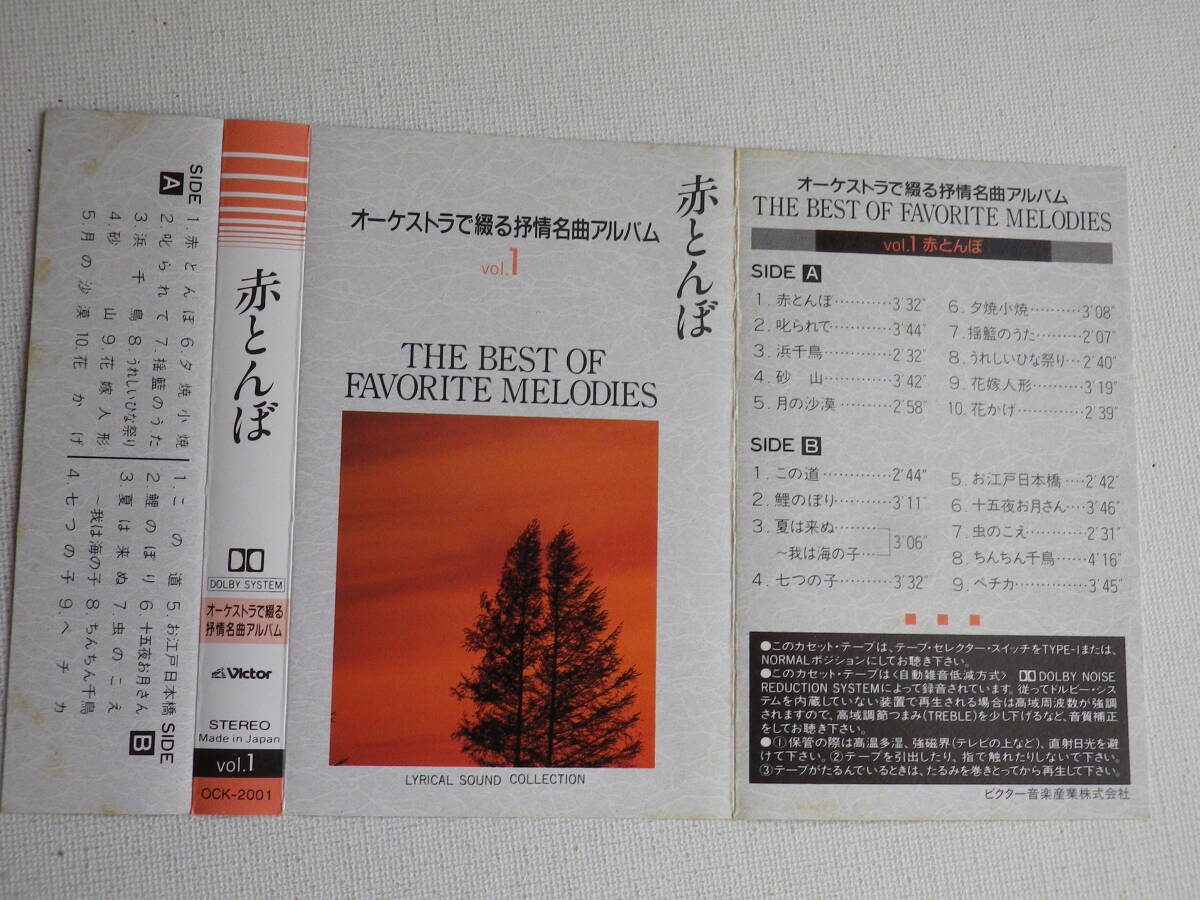 SIDE A
1. 赤とんぼ 6. 夕焼小焼
2. 叱られて 7. 揺籃のうた
3. 浜千鳥 8. うれしいひな祭り
4. 砂山 9. 花嫁人形
5. 月の沙漠 10. 花かげ
1. この道 5. お江戸日本橋
2. 鯉のぼり 6. 十五夜お月さん
3. 夏は来ぬ 7. 虫のこえ
～我は海の子 8. ちんちん千鳥
4. 七つの子 9. ペチカ
SIDE B
赤とんぼ
DOLBY SYSTEM
オーケストラで綴る
抒情名曲アルバム
Victor
STEREO
Made in Japan
vol.1
OCK-2001
赤とんぼ
オーケストラで綴る抒情名曲アルバム
vol.1
THE BEST OF
FAVORITE MELODIES
LYRICAL SOUND COLLECTION
オーケストラで綴る抒情名曲アルバム
THE BEST OF FAVORITE MELODIES
vol.1 赤とんぼ
SIDE A
1. 赤とんぼ…………3'32"
2. 叱られて…………3'44"
3. 浜千鳥…………2'32"
4. 砂　山…………3'42"
5. 月の沙漠…………2'58"
6. 夕焼小焼…………3'08"
7. 揺籃のうた………2'07"
8. うれしいひな祭り…2'40"
9. 花嫁人形…………3'19"
10. 花かげ…………2'39"
SIDE B
1. この道…………2'44"
2. 鯉のぼり…………3'11"
3. 夏は来ぬ…………
～我は海の子… 3'06"
4. 七つの子…………3'32"
5. お江戸日本橋……2'42"
6. 十五夜お月さん…3'46"
7. 虫のこえ…………2'31"
8. ちんちん千鳥……4'16"
9. ペチカ…………3'45"
●このカセット・テープは、テープ・セレクター・スイッチをTYPE-Iまたは、
NORMALポジションにしてお聴き下さい。
●このカセット・テープは〈自動雑音低減方式〉 DOLBY NOISE
REDUCTION SYSTEMによって録音されています。従ってドルビー・シス
テムを内蔵していない装置で再生される場合は高域周波数が強調
されますので、高域調節つまみ(TREBLE)を少し下げるなど、音質補正
をしてお聴き下さい。
●①保管の際は高温多湿、強磁界(テレビの上など)、直射日光を避
けて下さい。②テープを引出したり、指で触れたりしないで下さい。
③テープがたるんでいるときは、たるみを巻きとってから再生して下さい。
ビクター音楽産業株式会社